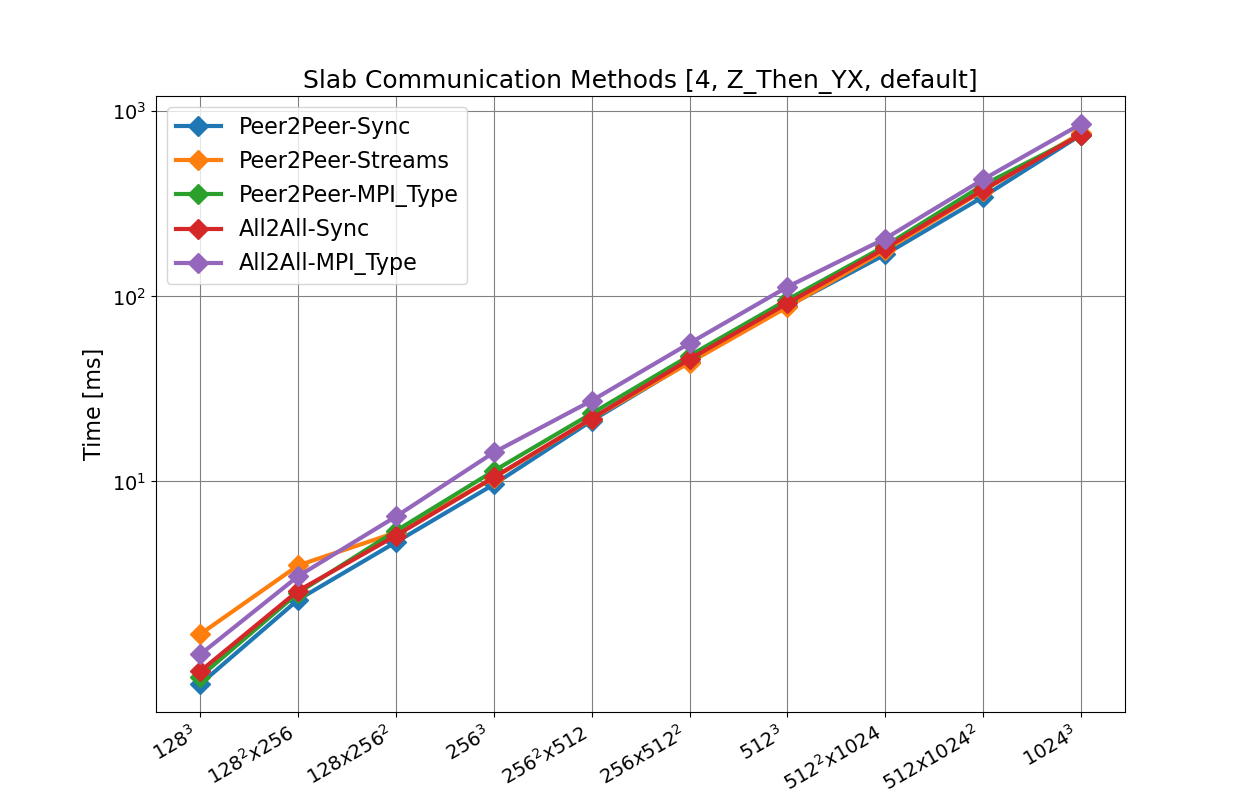 Slab Communication Methods [4, Z_Then_YX, default]
Peer2Peer-Sync
Peer2Peer-Streams
Peer2Peer-MPI_Type
All2All-Sync
All2All-MPI_Type
Time [ms]
10³
10²
10¹
128³
128²x256
128x256²
256³
256²x512
256x512²
512³
512²x1024
512x1024²
1024³